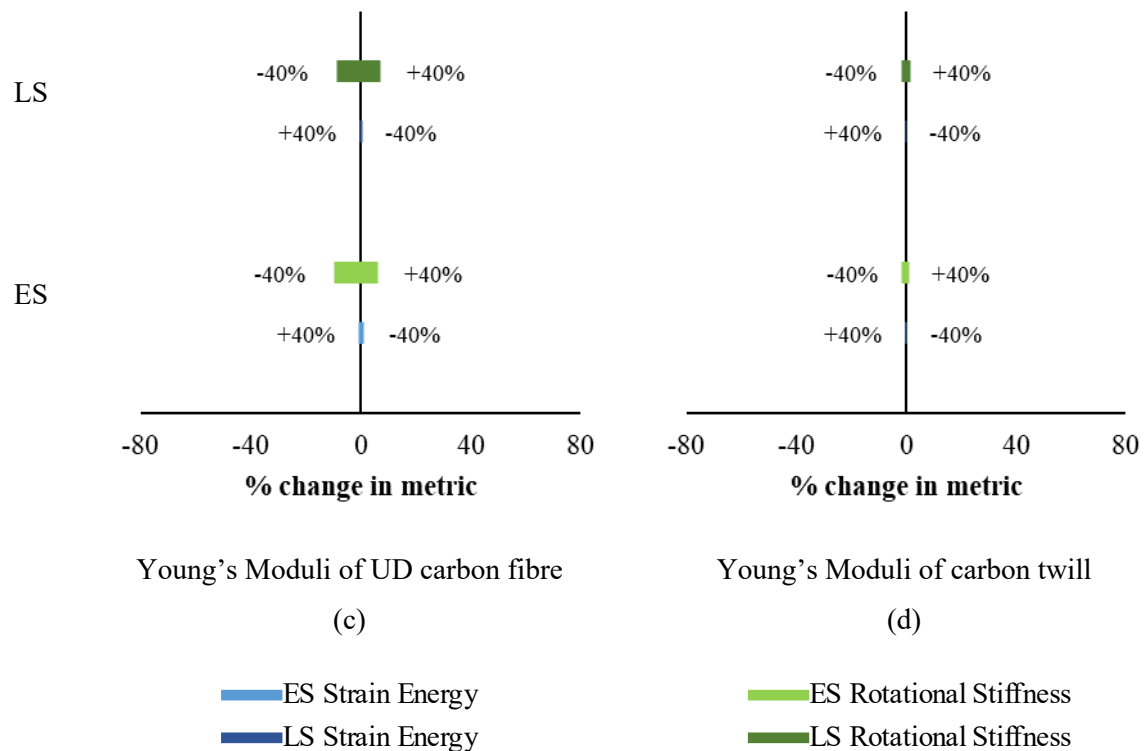 LS
-40% +40%
+40% -40%
ES
-40% +40%
+40% -40%
-80 -40 0 40 80
% change in metric
Young’s Moduli of UD carbon fibre
(c)
-40% +40%
+40% -40%
-40% +40%
+40% -40%
-80 -40 0 40 80
% change in metric
Young’s Moduli of carbon twill
(d)
ES Strain Energy
LS Strain Energy
ES Rotational Stiffness
LS Rotational Stiffness